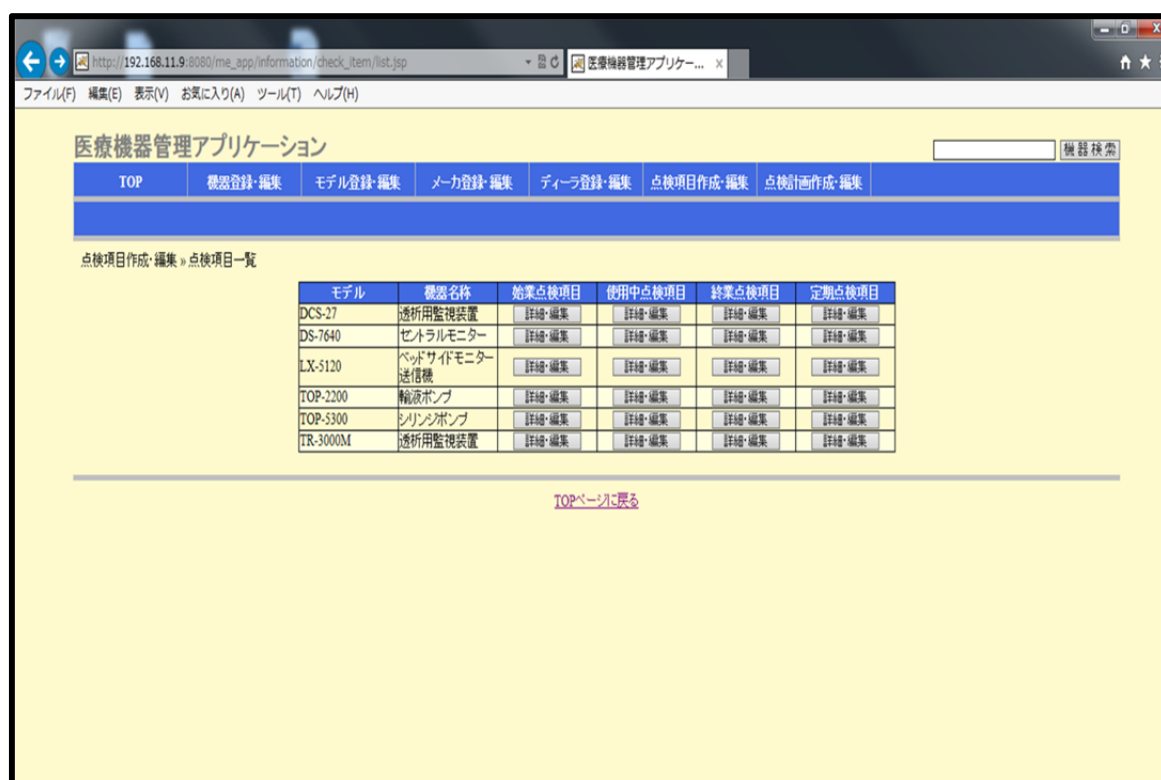 http://192.168.11.9:8080/me_app/information/check_item/list.jsp
医療機器管理アプリケー...
ファイル(F) 編集(E) 表示(V) お気に入り(A) ツール(T) ヘルプ(H)
医療機器管理アプリケーション
機器検索
TOP 機器登録・編集 モデル登録・編集 メーカ登録・編集 ディーラ登録・編集 点検項目作成・編集 点検計画作成・編集
点検項目作成・編集 » 点検項目一覧
モデル 機器名称 始業点検項目 使用中点検項目 終業点検項目 定期点検項目
DCS-27 透析用監視装置 詳細・編集 詳細・編集 詳細・編集 詳細・編集
DS-7640 セントラルモニター 詳細・編集 詳細・編集 詳細・編集 詳細・編集
LX-5120 ベッドサイドモニター
送信機 詳細・編集 詳細・編集 詳細・編集 詳細・編集
TOP-2200 輸液ポンプ 詳細・編集 詳細・編集 詳細・編集 詳細・編集
TOP-5300 シリンジポンプ 詳細・編集 詳細・編集 詳細・編集 詳細・編集
TR-3000M 透析用監視装置 詳細・編集 詳細・編集 詳細・編集 詳細・編集
TOPページに戻る